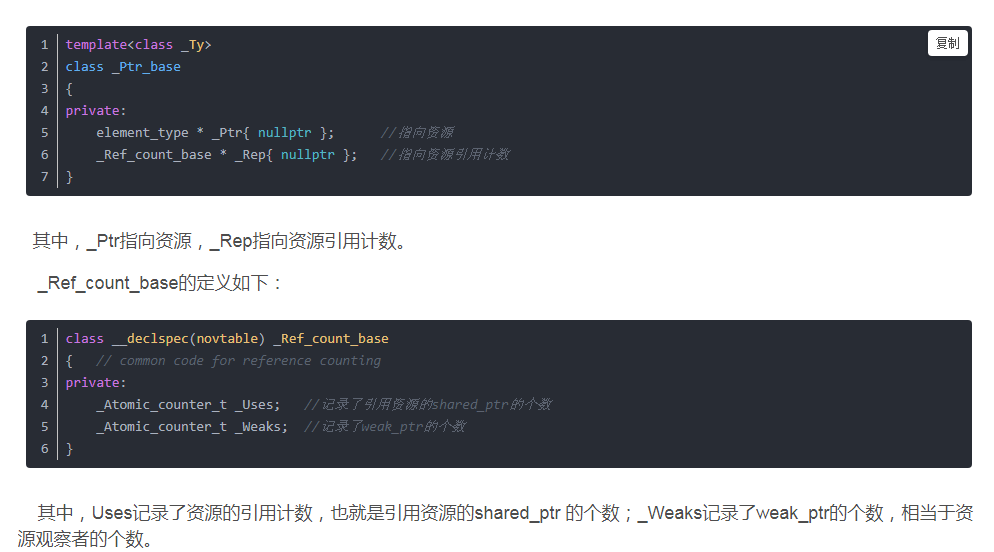 复制
1 template<class _Ty>
2 class _Ptr_base
3 {
4 private:
5     element_type * _Ptr{ nullptr };      //指向资源
6     _Ref_count_base * _Rep{ nullptr };   //指向资源引用计数
7 }
其中，_Ptr指向资源，_Rep指向资源引用计数。
_Ref_count_base的定义如下：
1 class __declspec(novtable) _Ref_count_base
2 {   // common code for reference counting
3 private:
4     _Atomic_counter_t _Uses;   //记录了引用资源的shared_ptr的个数
5     _Atomic_counter_t _Weaks;  //记录了weak_ptr的个数
6 }
其中，Uses记录了资源的引用计数，也就是引用资源的shared_ptr 的个数；_Weaks记录了weak_ptr的个数，相当于资
源观察者的个数。